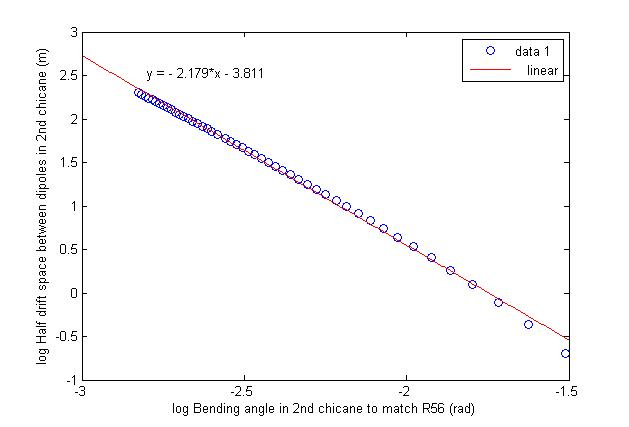 3
2.5
2
1.5
1
0.5
0
-0.5
-1
-3
-2.5
-2
-1.5
y = - 2.179*x - 3.811
data 1
linear
log Half drift space between dipoles in 2nd chicane (m)
log Bending angle in 2nd chicane to match R56 (rad)